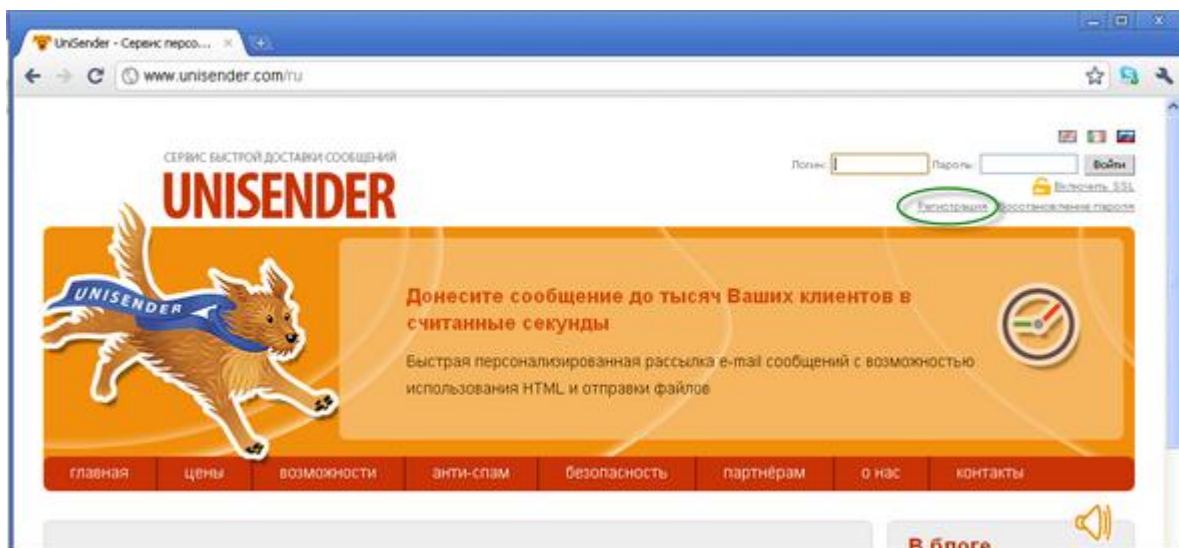 UniSender - Сервис персо...
www.unisender.com/ru
СЕРВИС БЫСТРОЙ ДОСТАВКИ СООБЩЕНИЙ
UNISENDER
Логин: Пароль: Войти
Включить SSL
Регистрация Восстановление пароля
UNISENDER
Донесите сообщение до тысяч Ваших клиентов в
считанные секунды
Быстрая персонализированная рассылка e-mail сообщений с возможностью
использования HTML и отправки файлов
главная цены возможности анти-спам безопасность партнёрам о нас контакты
В блоге